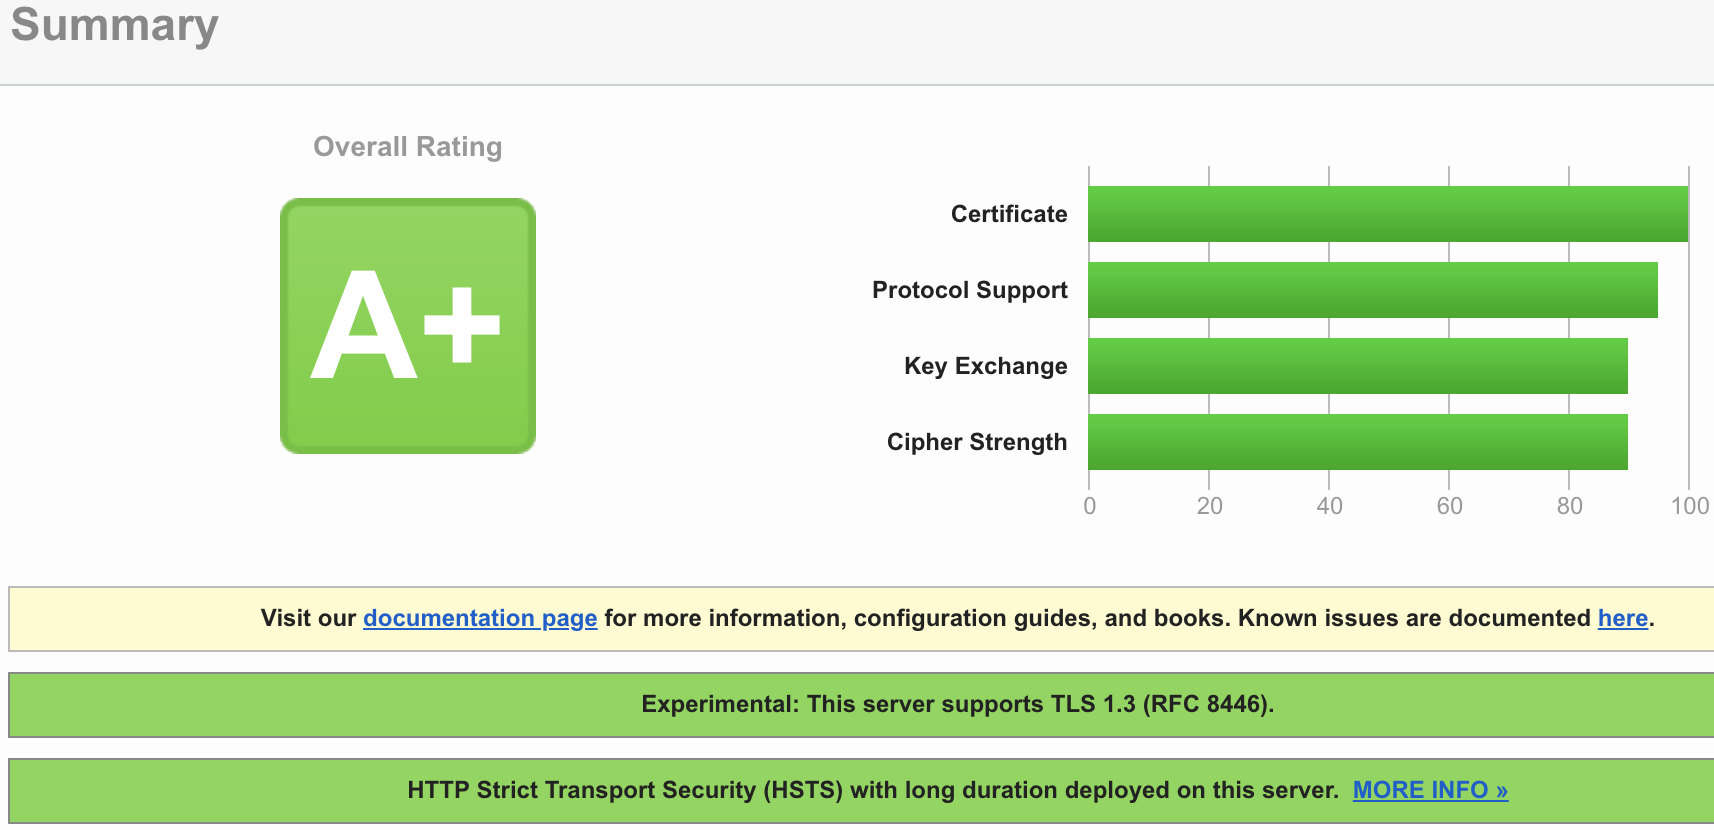 Summary
Overall Rating
A+
Certificate
Protocol Support
Key Exchange
Cipher Strength
0 20 40 60 80 100
Visit our documentation page for more information, configuration guides, and books. Known issues are documented here.
Experimental: This server supports TLS 1.3 (RFC 8446).
HTTP Strict Transport Security (HSTS) with long duration deployed on this server. MORE INFO »